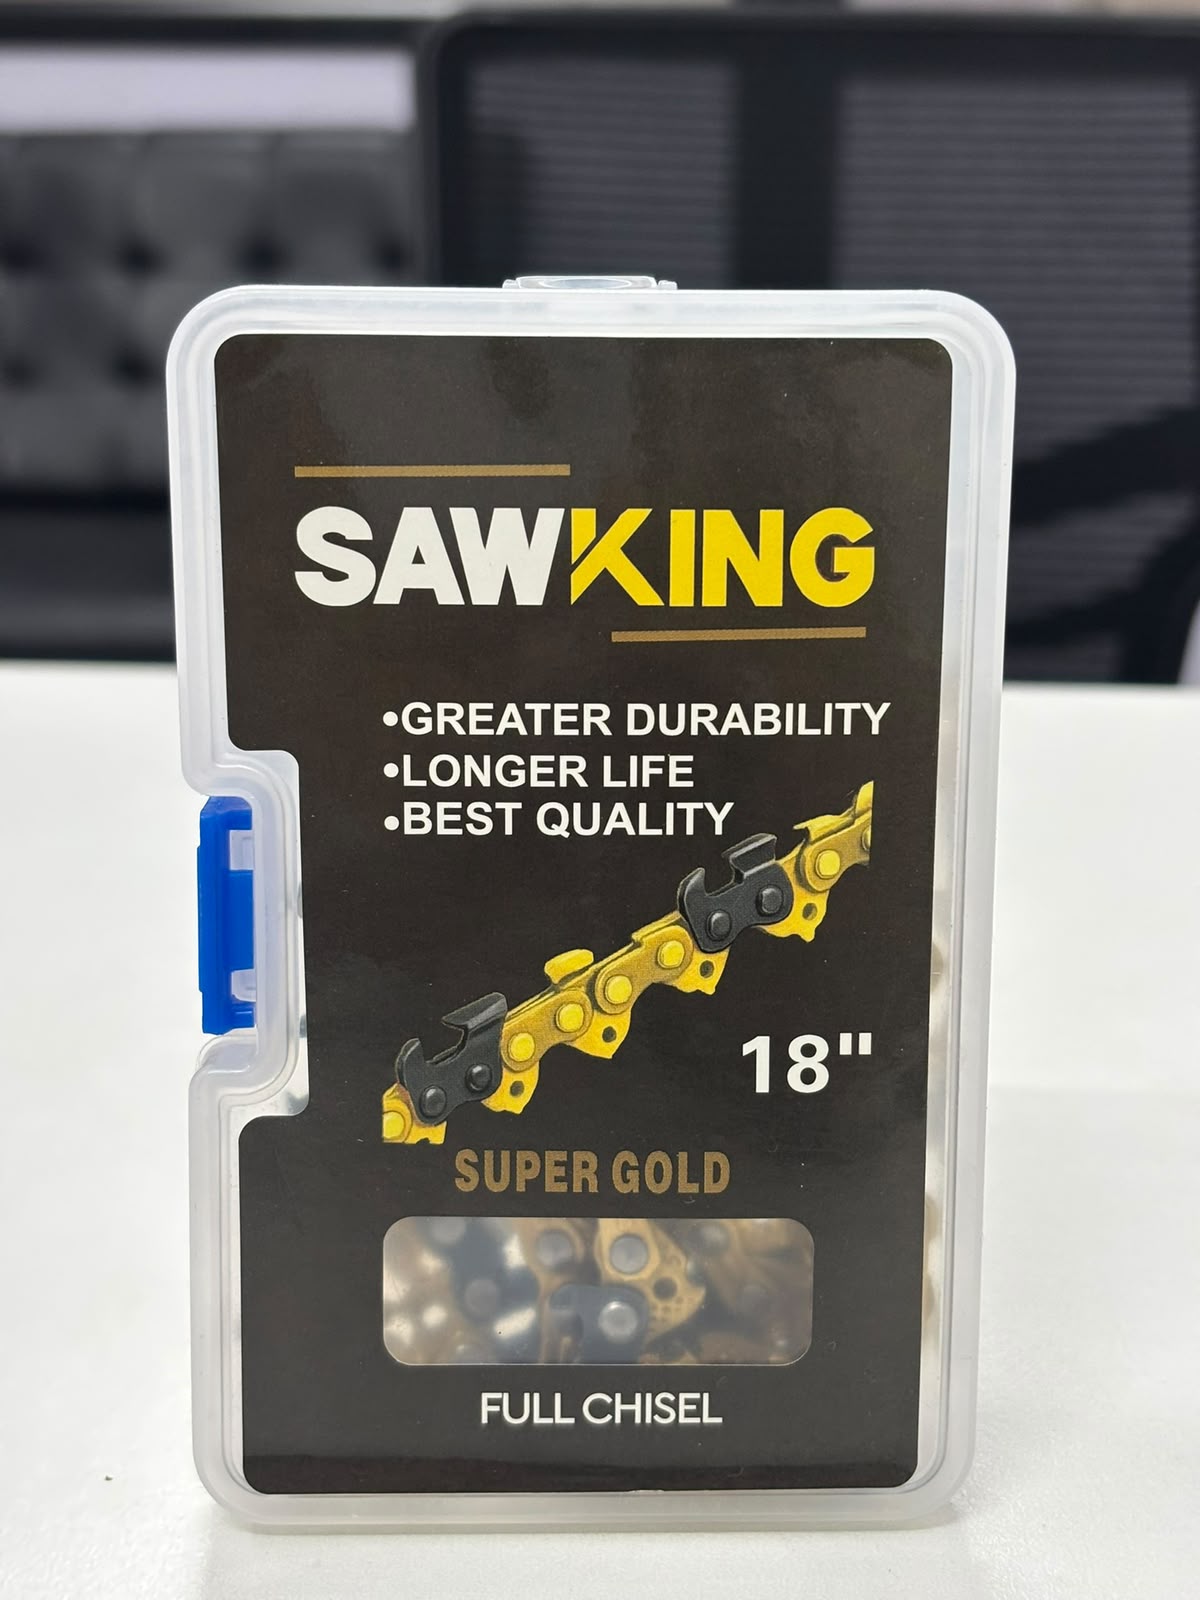 SAWKING
•GREATER DURABILITY
•LONGER LIFE
•BEST QUALITY
18"
SUPER GOLD
FULL CHISEL